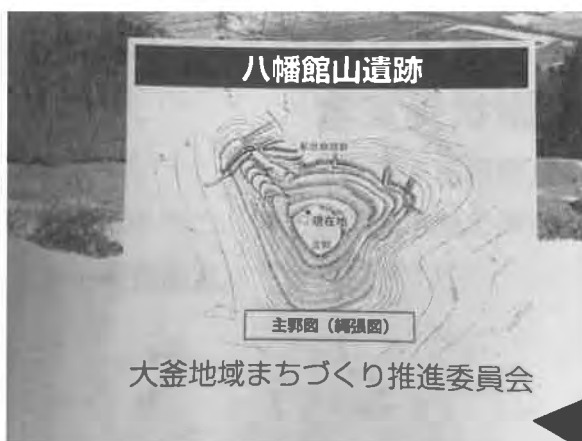 八幡館山遺跡
現在地
主郭
主郭図（縄張図）
大釜地域まちづくり推進委員会